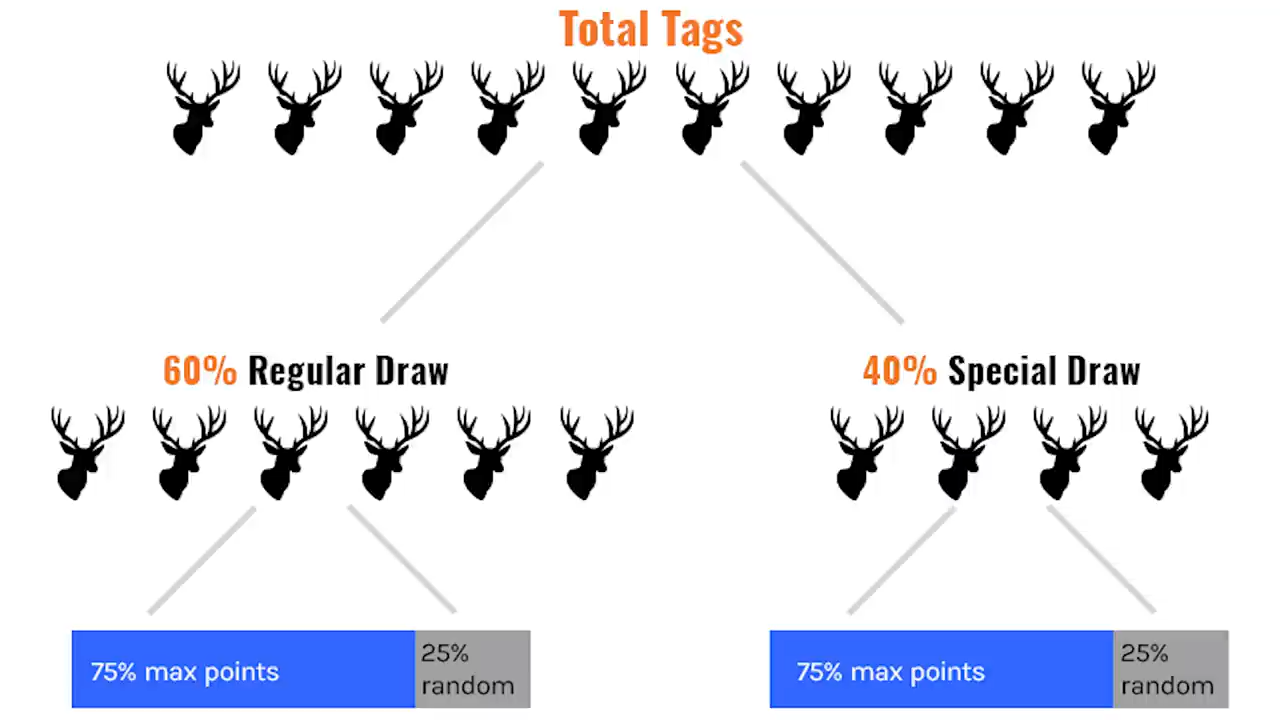 Total Tags
60% Regular Draw
40% Special Draw
75% max points
25%
random
75% max points
25%
random